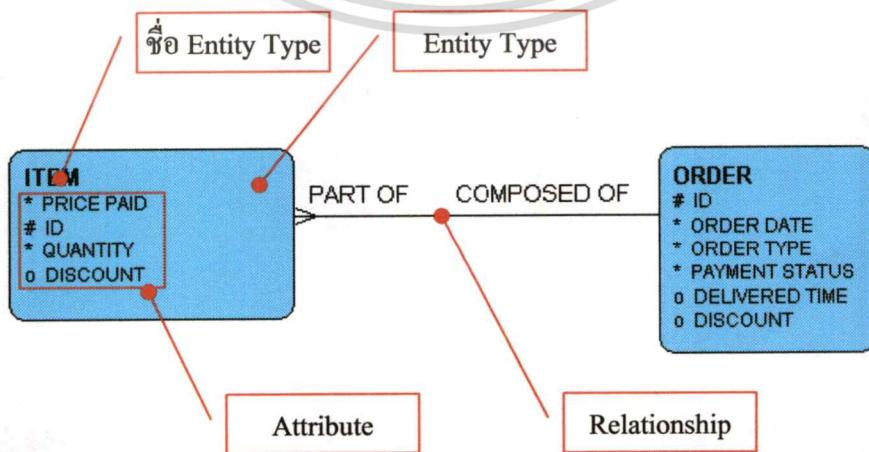 ชื่อ Entity Type
Entity Type
ITEM
* PRICE PAID
# ID
* QUANTITY
o DISCOUNT
PART OF
COMPOSED OF
ORDER
# ID
* ORDER DATE
* ORDER TYPE
* PAYMENT STATUS
o DELIVERED TIME
o DISCOUNT
Attribute
Relationship